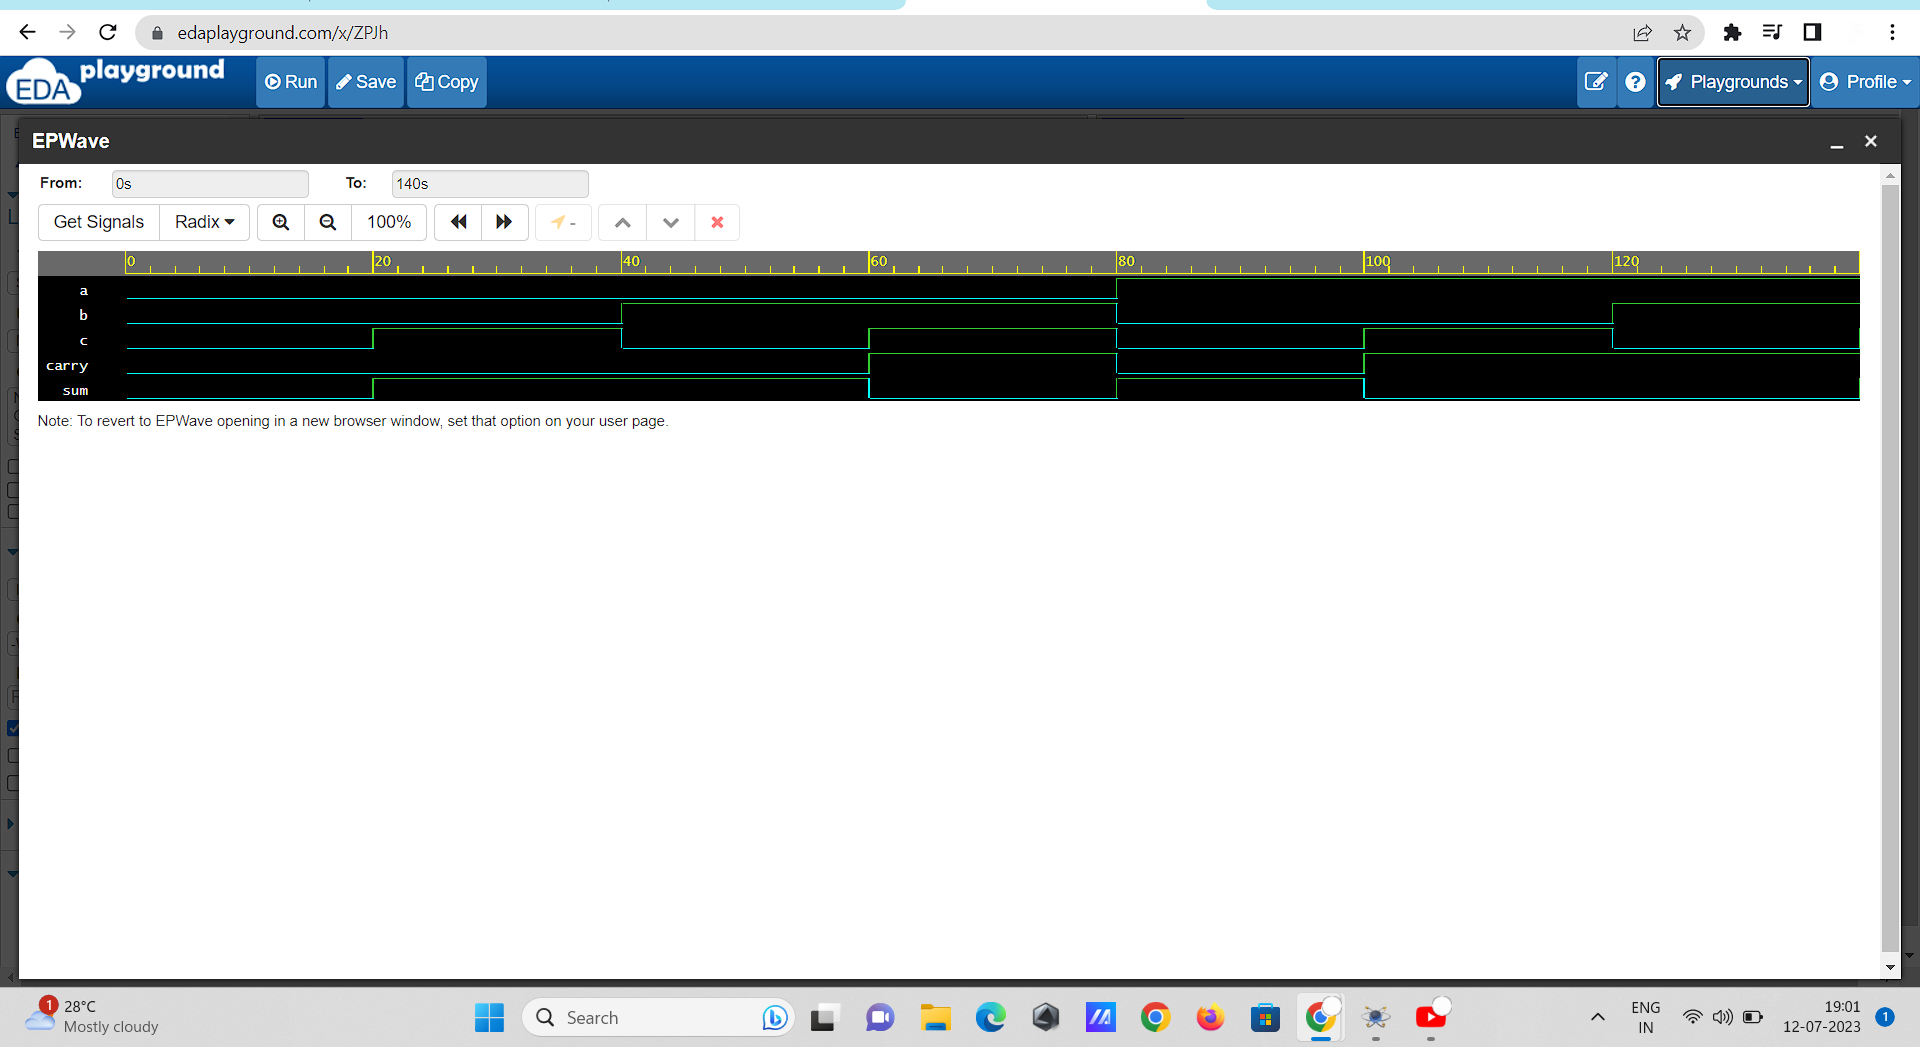 edaplayground.com/x/ZPJh
EDA playground
Run Save Copy
Playgrounds Profile
EPWave
From: 0s To: 140s
Get Signals Radix 100% -
0 20 40 60 80 100 120
a
b
c
carry
sum
Note: To revert to EPWave opening in a new browser window, set that option on your user page.
1 28°C
Mostly cloudy
Search
ENG
IN
19:01
12-07-2023
1